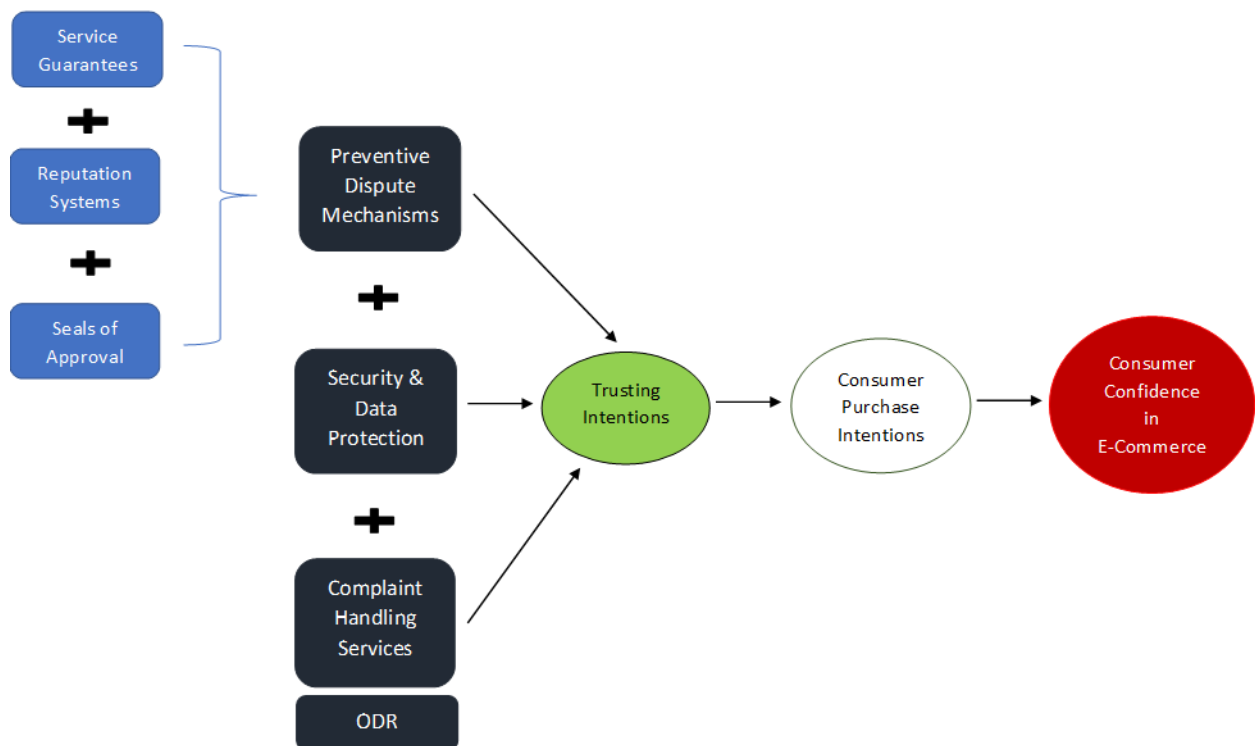 Service
Guarantees
Reputation
Systems
Seals of
Approval
Preventive
Dispute
Mechanisms
Security &
Data
Protection
Complaint
Handling
Services
ODR
Trusting
Intentions
Consumer
Purchase
Intentions
Consumer
Confidence
in
E-Commerce